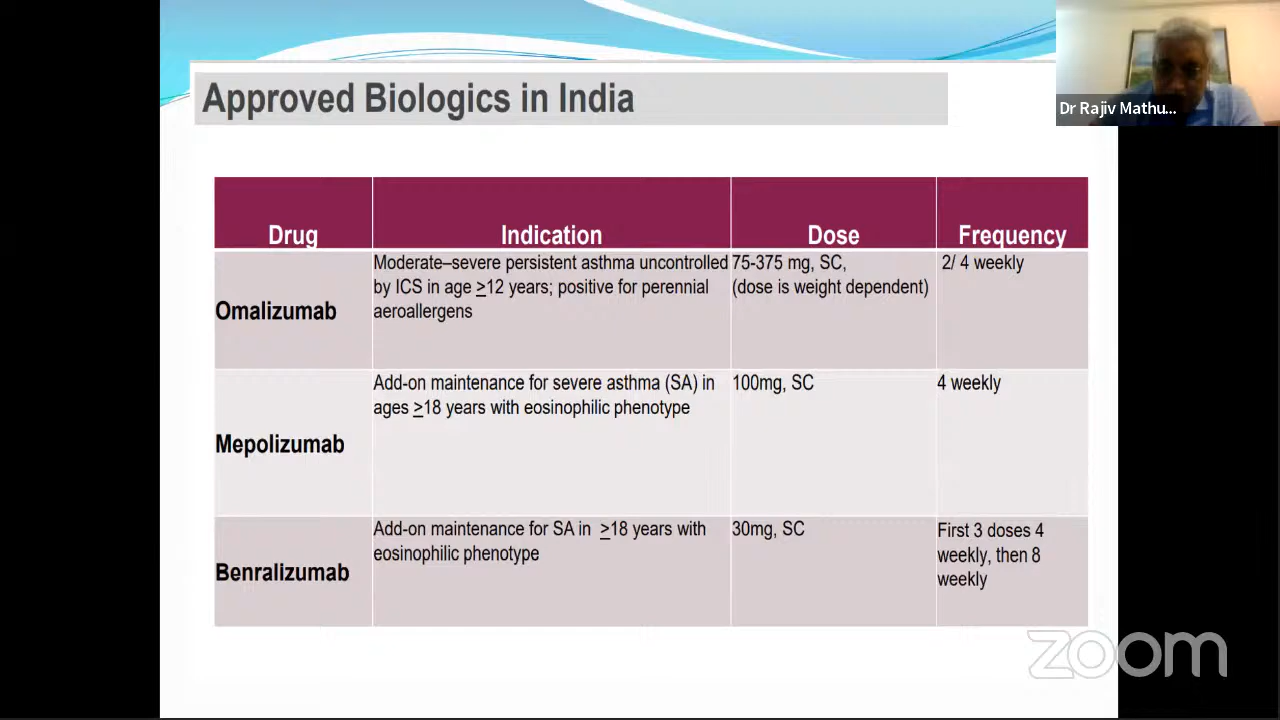 Approved Biologics in India
Dr Rajiv Mathu...
Drug Indication Dose Frequency
Omalizumab
Moderate–severe persistent asthma uncontrolled
by ICS in age ≥12 years; positive for perennial
aeroallergens
75-375 mg, SC,
(dose is weight dependent)
2/ 4 weekly
Mepolizumab
Add-on maintenance for severe asthma (SA) in
ages ≥18 years with eosinophilic phenotype
100mg, SC
4 weekly
Benralizumab
Add-on maintenance for SA in ≥18 years with
eosinophilic phenotype
30mg, SC
First 3 doses 4
weekly, then 8
weekly
zoom